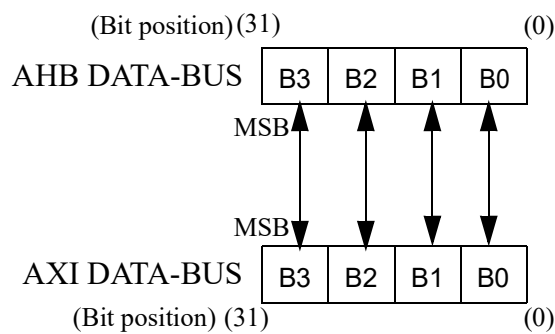 (Bit position) (31) (0)
AHB DATA-BUS B3 B2 B1 B0
MSB
MSB
AXI DATA-BUS B3 B2 B1 B0
(Bit position) (31) (0)